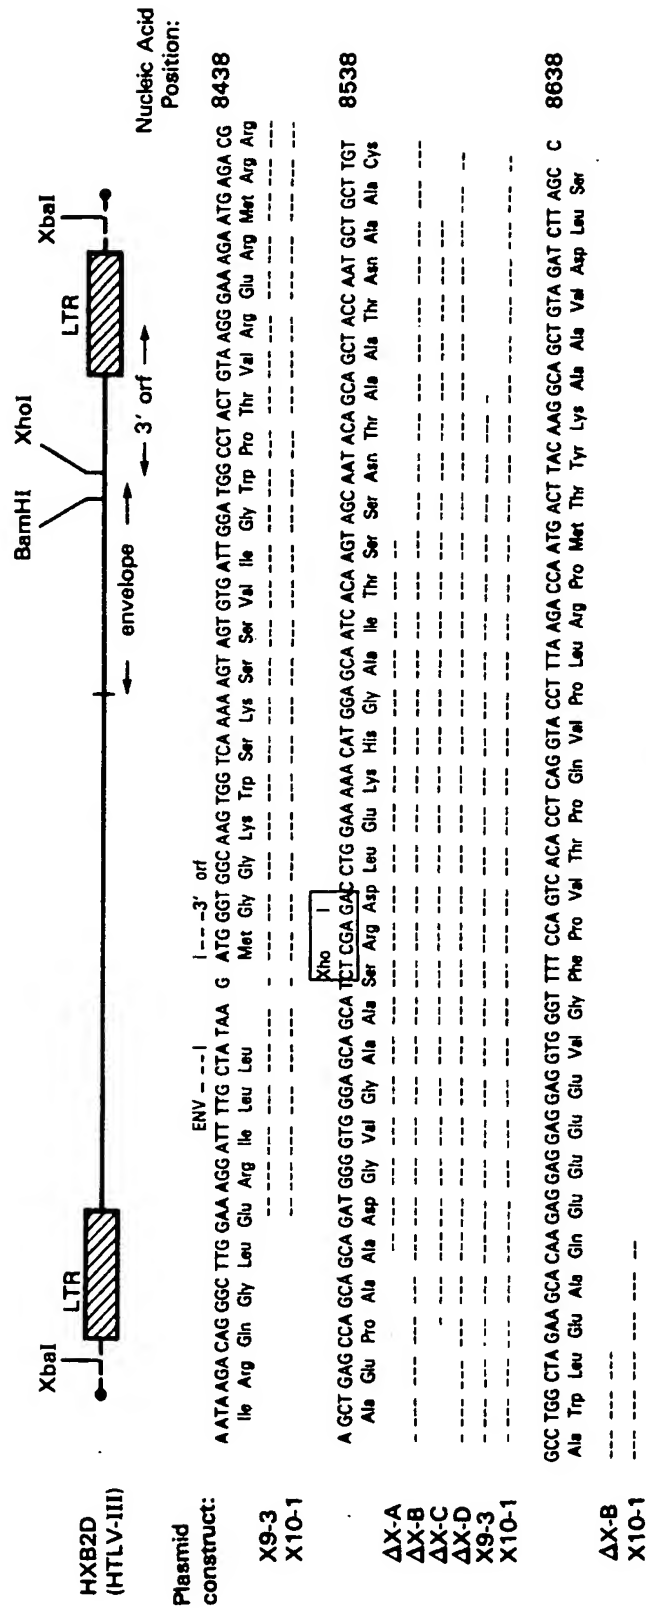 HXB2D
(HTLV-III)
XbaI
LTR
envelope
BamHI
XhoI
3' orf
LTR
XbaI
Plasmid
construct:
Nucleic Acid
Position:
ENV ---I
I---3' orf
A ATA AGA CAG GGC TTG GAA AGG ATT TTG CTA TAA G ATG GGT GGC AAG TGG TCA AAA AGT AGT GTG ATT GGA TGG CCT ACT GTA AGG GAA AGA ATG AGA CG 8438
Ile Arg Gln Gly Leu Glu Arg Ile Leu Leu Met Gly Gly Lys Trp Ser Lys Ser Ser Val Ile Gly Trp Pro Thr Val Arg Glu Arg Met Arg Arg
X9-3
X10-1
Xho I
A GCT GAG CCA GCA GCA GAT GGG GTG GGA GCA GCA TCT CGA GAC CTG GAA AAA CAT GGA GCA ATC ACA AGT AGC AAT ACA GCA GCT ACC AAT GCT GCT TGT 8538
Ala Glu Pro Ala Ala Asp Gly Val Gly Ala Ala Ser Arg Asp Leu Glu Lys His Gly Ala Ile Thr Ser Ser Asn Thr Ala Ala Thr Asn Ala Ala Cys
ΔX-A
ΔX-B
ΔX-C
ΔX-D
X9-3
X10-1
GCC TGG CTA GAA GCA CAA GAG GAG GAG GAG GTG GGT TTT CCA GTC ACA CCT CAG GTA CCT TTA AGA CCA ATG ACT TAC AAG GCA GCT GTA GAT CTT AGC C 8638
Ala Trp Leu Glu Ala Gln Glu Glu Glu Glu Val Gly Phe Pro Val Thr Pro Gln Val Pro Leu Arg Pro Met Thr Tyr Lys Ala Ala Val Asp Leu Ser
ΔX-B
X10-1